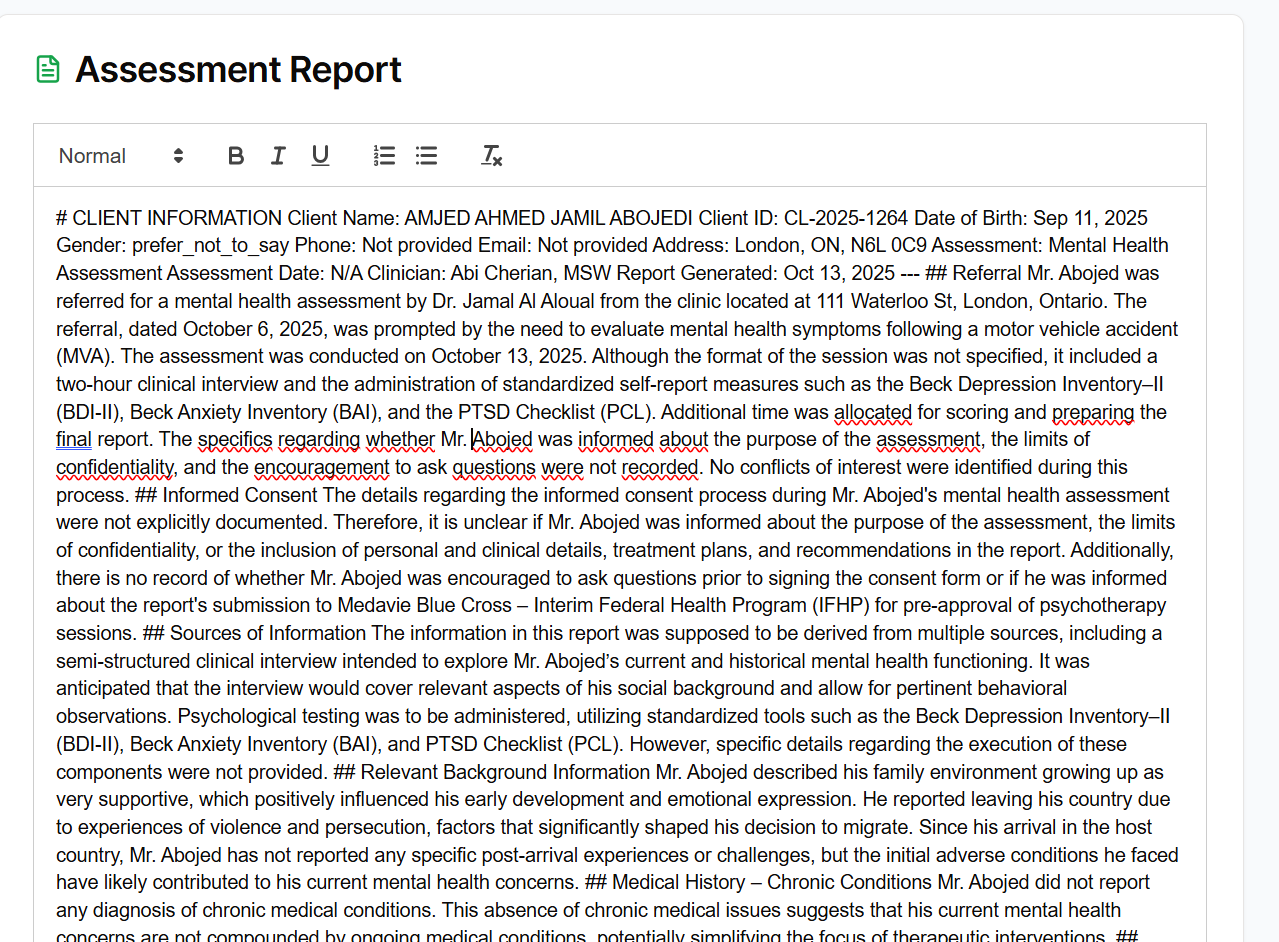 Assessment Report
Normal
B I U
# CLIENT INFORMATION Client Name: AMJED AHMED JAMIL ABOJEDI Client ID: CL-2025-1264 Date of Birth: Sep 11, 2025
Gender: prefer_not_to_say Phone: Not provided Email: Not provided Address: London, ON, N6L 0C9 Assessment: Mental Health
Assessment Assessment Date: N/A Clinician: Abi Cherian, MSW Report Generated: Oct 13, 2025 --- ## Referral Mr. Abojed was
referred for a mental health assessment by Dr. Jamal Al Aloual from the clinic located at 111 Waterloo St, London, Ontario. The
referral, dated October 6, 2025, was prompted by the need to evaluate mental health symptoms following a motor vehicle accident
(MVA). The assessment was conducted on October 13, 2025. Although the format of the session was not specified, it included a
two-hour clinical interview and the administration of standardized self-report measures such as the Beck Depression Inventory–II
(BDI-II), Beck Anxiety Inventory (BAI), and the PTSD Checklist (PCL). Additional time was allocated for scoring and preparing the
final report. The specifics regarding whether Mr. Abojed was informed about the purpose of the assessment, the limits of
confidentiality, and the encouragement to ask questions were not recorded. No conflicts of interest were identified during this
process. ## Informed Consent The details regarding the informed consent process during Mr. Abojed's mental health assessment
were not explicitly documented. Therefore, it is unclear if Mr. Abojed was informed about the purpose of the assessment, the limits
of confidentiality, or the inclusion of personal and clinical details, treatment plans, and recommendations in the report. Additionally,
there is no record of whether Mr. Abojed was encouraged to ask questions prior to signing the consent form or if he was informed
about the report's submission to Medavie Blue Cross – Interim Federal Health Program (IFHP) for pre-approval of psychotherapy
sessions. ## Sources of Information The information in this report was supposed to be derived from multiple sources, including a
semi-structured clinical interview intended to explore Mr. Abojed’s current and historical mental health functioning. It was
anticipated that the interview would cover relevant aspects of his social background and allow for pertinent behavioral
observations. Psychological testing was to be administered, utilizing standardized tools such as the Beck Depression Inventory–II
(BDI-II), Beck Anxiety Inventory (BAI), and PTSD Checklist (PCL). However, specific details regarding the execution of these
components were not provided. ## Relevant Background Information Mr. Abojed described his family environment growing up as
very supportive, which positively influenced his early development and emotional expression. He reported leaving his country due
to experiences of violence and persecution, factors that significantly shaped his decision to migrate. Since his arrival in the host
country, Mr. Abojed has not reported any specific post-arrival experiences or challenges, but the initial adverse conditions he faced
have likely contributed to his current mental health concerns. ## Medical History – Chronic Conditions Mr. Abojed did not report
any diagnosis of chronic medical conditions. This absence of chronic medical issues suggests that his current mental health
concerns are not compounded by ongoing medical conditions, potentially simplifying the focus of therapeutic interventions. ##